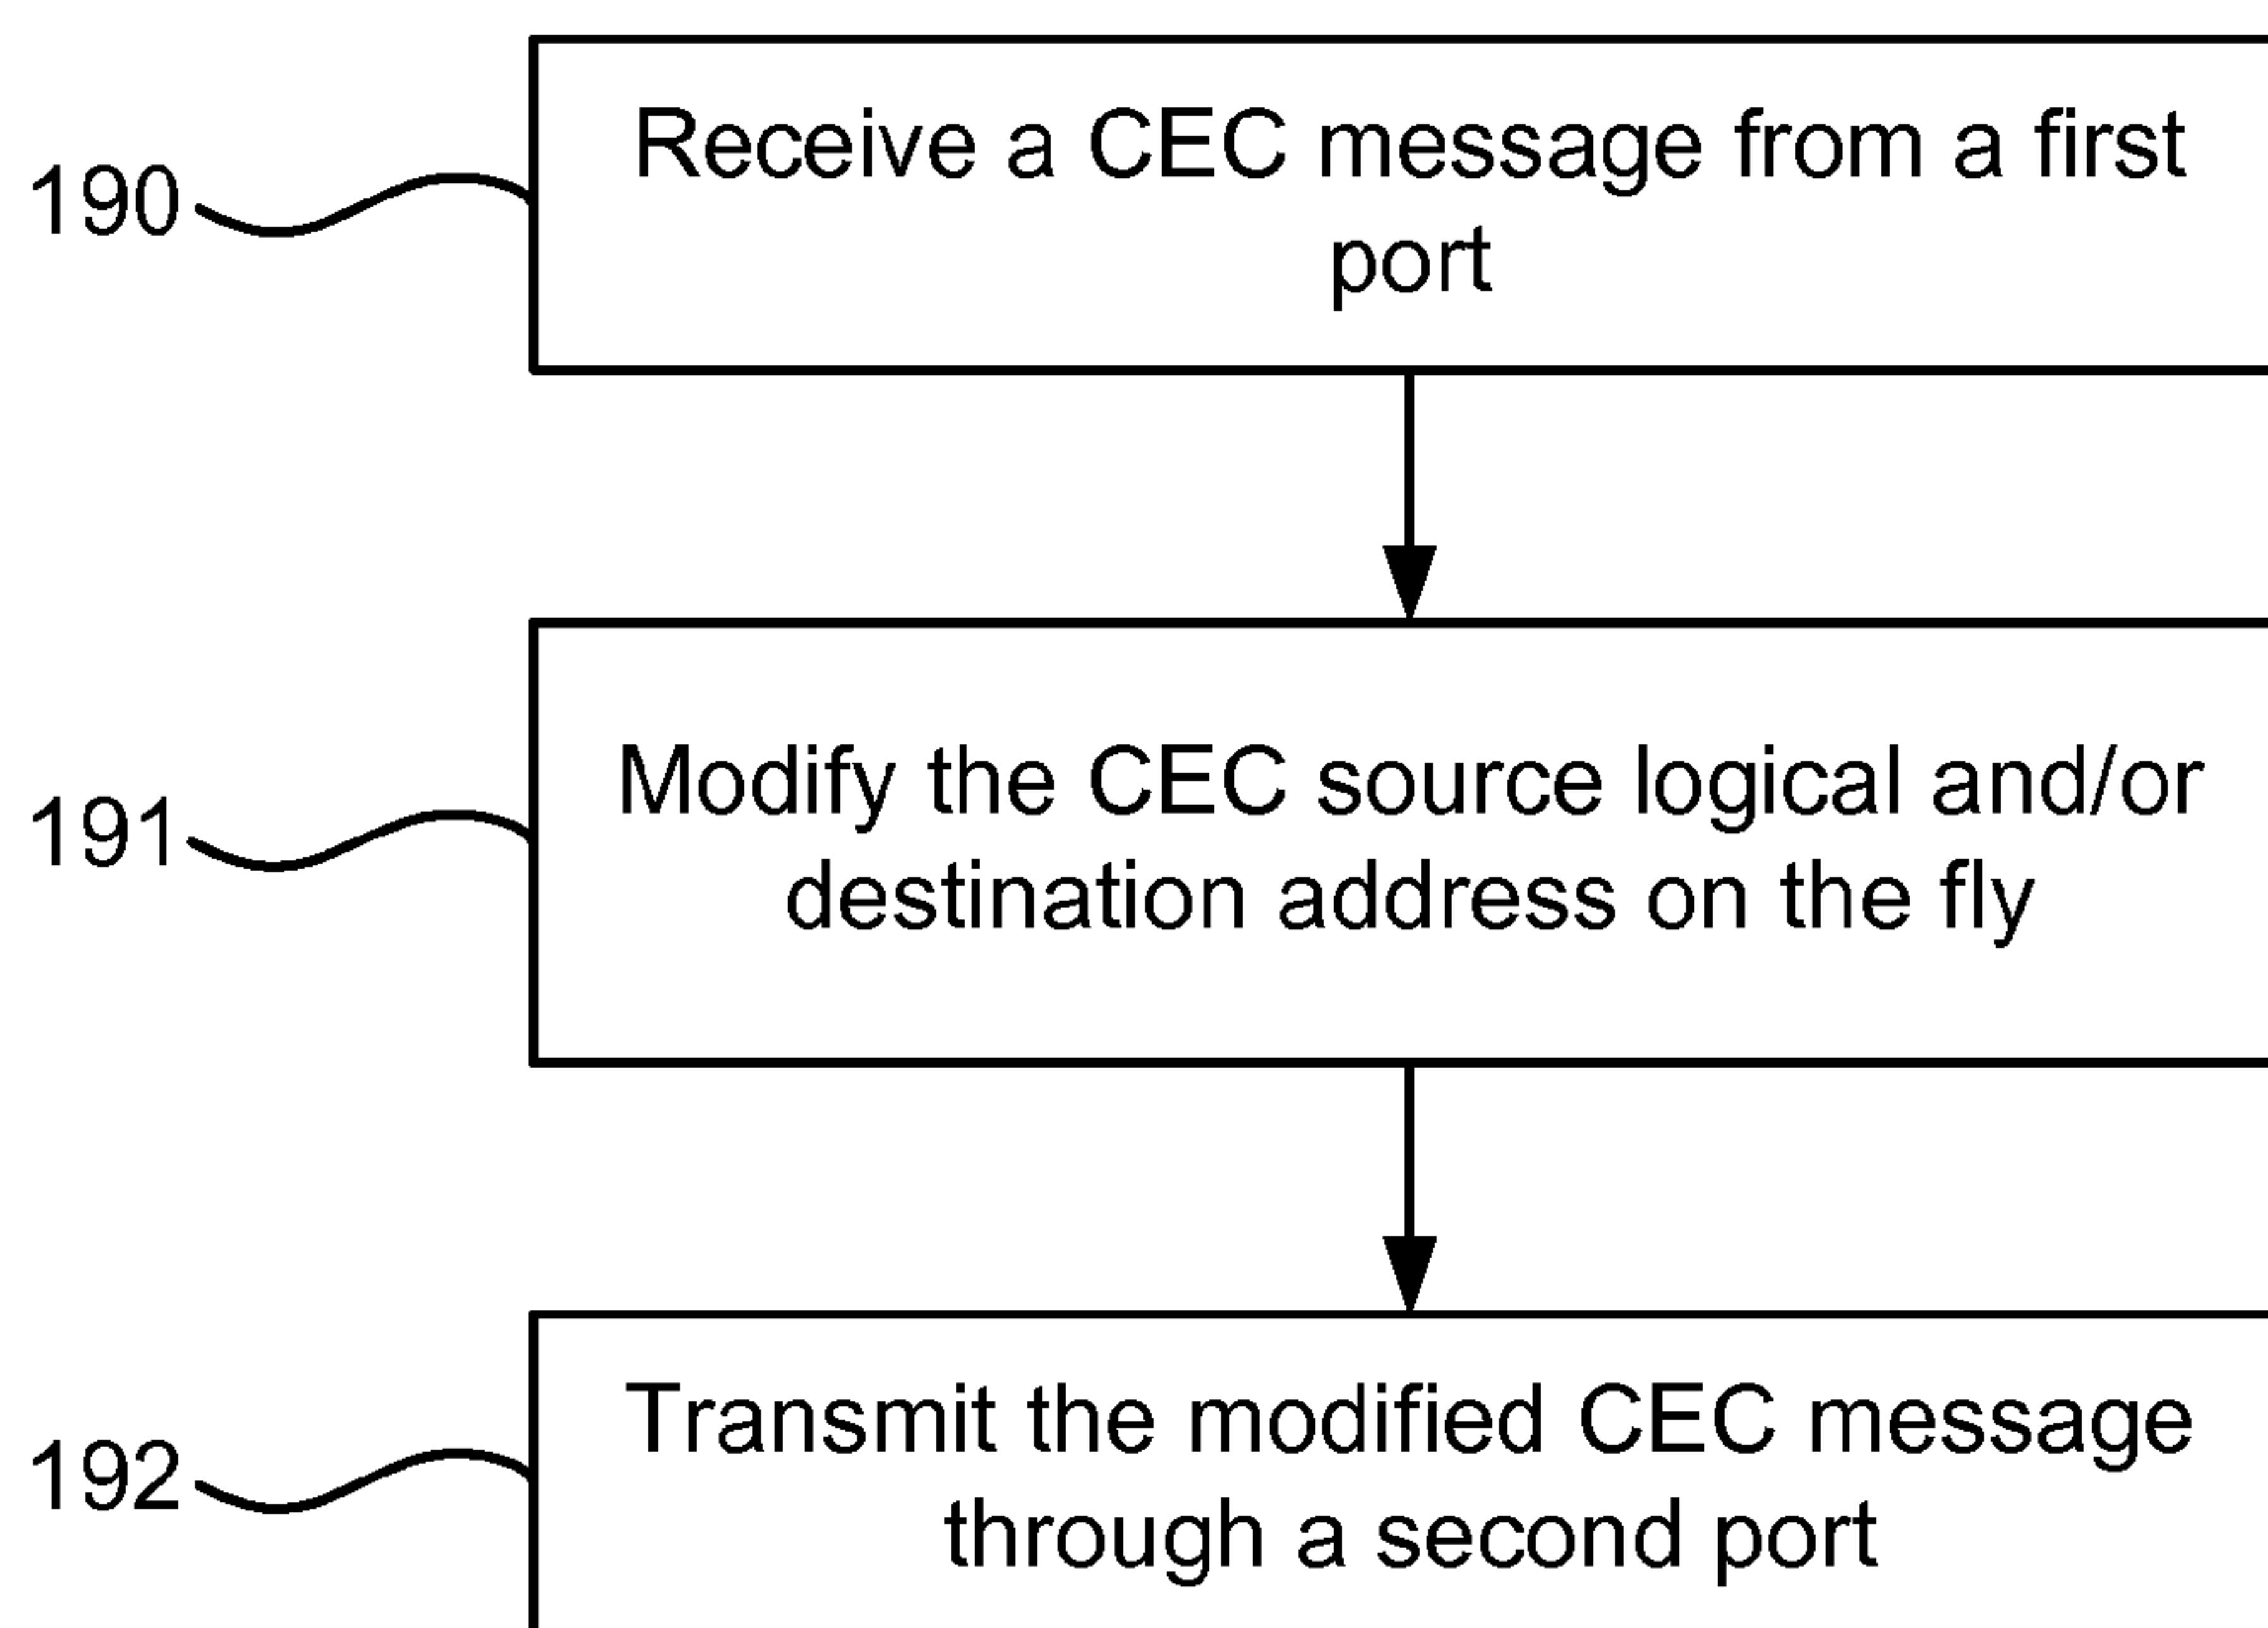 190
Receive a CEC message from a first
port
191
Modify the CEC source logical and/or
destination address on the fly
192
Transmit the modified CEC message
through a second port